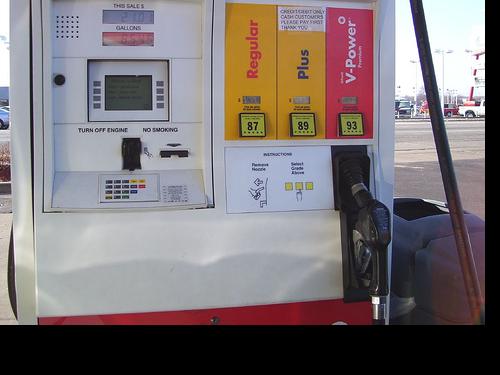 THIS SALE $
GALLONS
TURN OFF ENGINE NO SMOKING
Regular
Plus
V-Power
CREDIT/DEBIT ONLY
CASH CUSTOMERS
PLEASE PAY FIRST
THANK YOU
87
89
93
INSTRUCTIONS
Remove
Nozzle
Select
Grade
Above